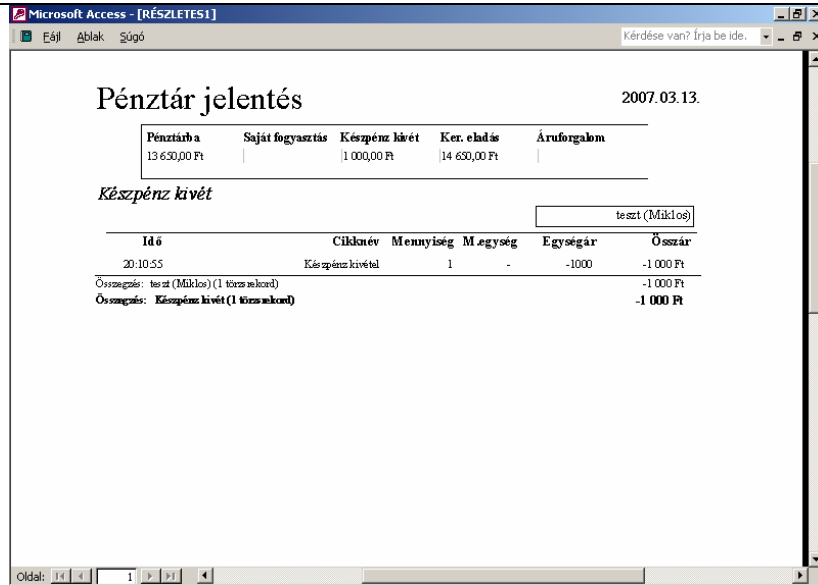 Microsoft Access - [RÉSZLETES1]
Fájl Ablak Súgó Kérdése van? Írja be ide.
Pénztár jelentés 2007.03.13.
Pénztárba Saját fogyasztás Készpénz kivét Ker. eladás Áruforgalom
13 650,00 Ft 1 000,00 Ft 14 650,00 Ft
Készpénz kivét
teszt (Miklos)
Idő Cikknév Mennyiség M.egység Egységár Összár
20:10:55 Készpénz kivétel 1 - -1000 -1 000 Ft
Összegzés: teszt (Miklos) (1 törzsrekord) -1 000 Ft
Összegzés: Készpénz kivét (1 törzsrekord) -1 000 Ft
Oldal: 1